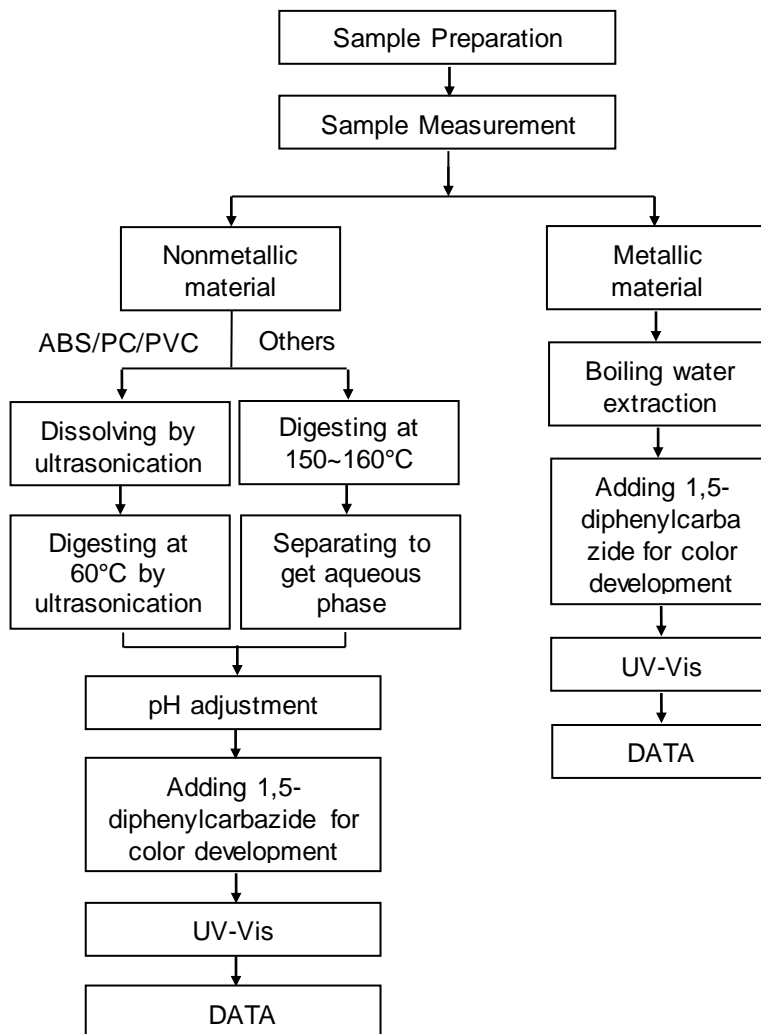 Sample Preparation
Sample Measurement
Nonmetallic
material
Metallic
material
ABS/PC/PVC
Others
Boiling water
extraction
Dissolving by
ultrasonication
Digesting at
150~160°C
Adding 1,5-
diphenylcarba
zide for color
development
Digesting at
60°C by
ultrasonication
Separating to
get aqueous
phase
UV-Vis
pH adjustment
DATA
Adding 1,5-
diphenylcarbazide for
color development
UV-Vis
DATA